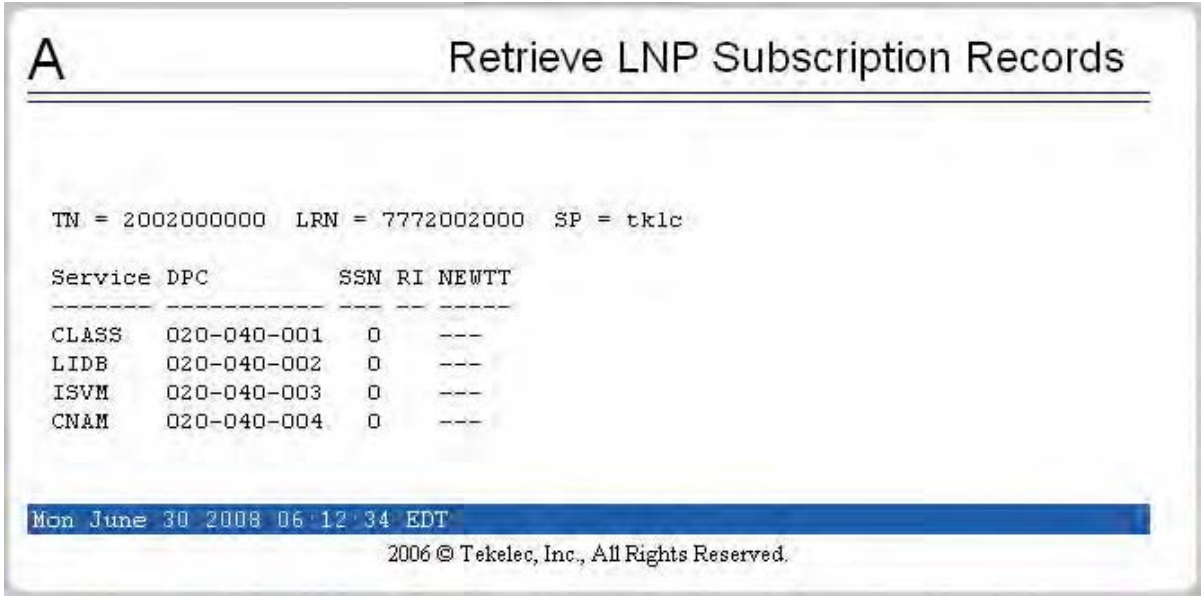 A Retrieve LNP Subscription Records
TN = 2002000000 LRN = 7772002000 SP = tklc
Service DPC SSN RI NEWTT
------- ----------- --- -- -----
CLASS 020-040-001 0 ---
LIDB 020-040-002 0 ---
ISVM 020-040-003 0 ---
CNAM 020-040-004 0 ---
Mon June 30 2008 06:12:34 EDT
2006 © Tekelec, Inc., All Rights Reserved.